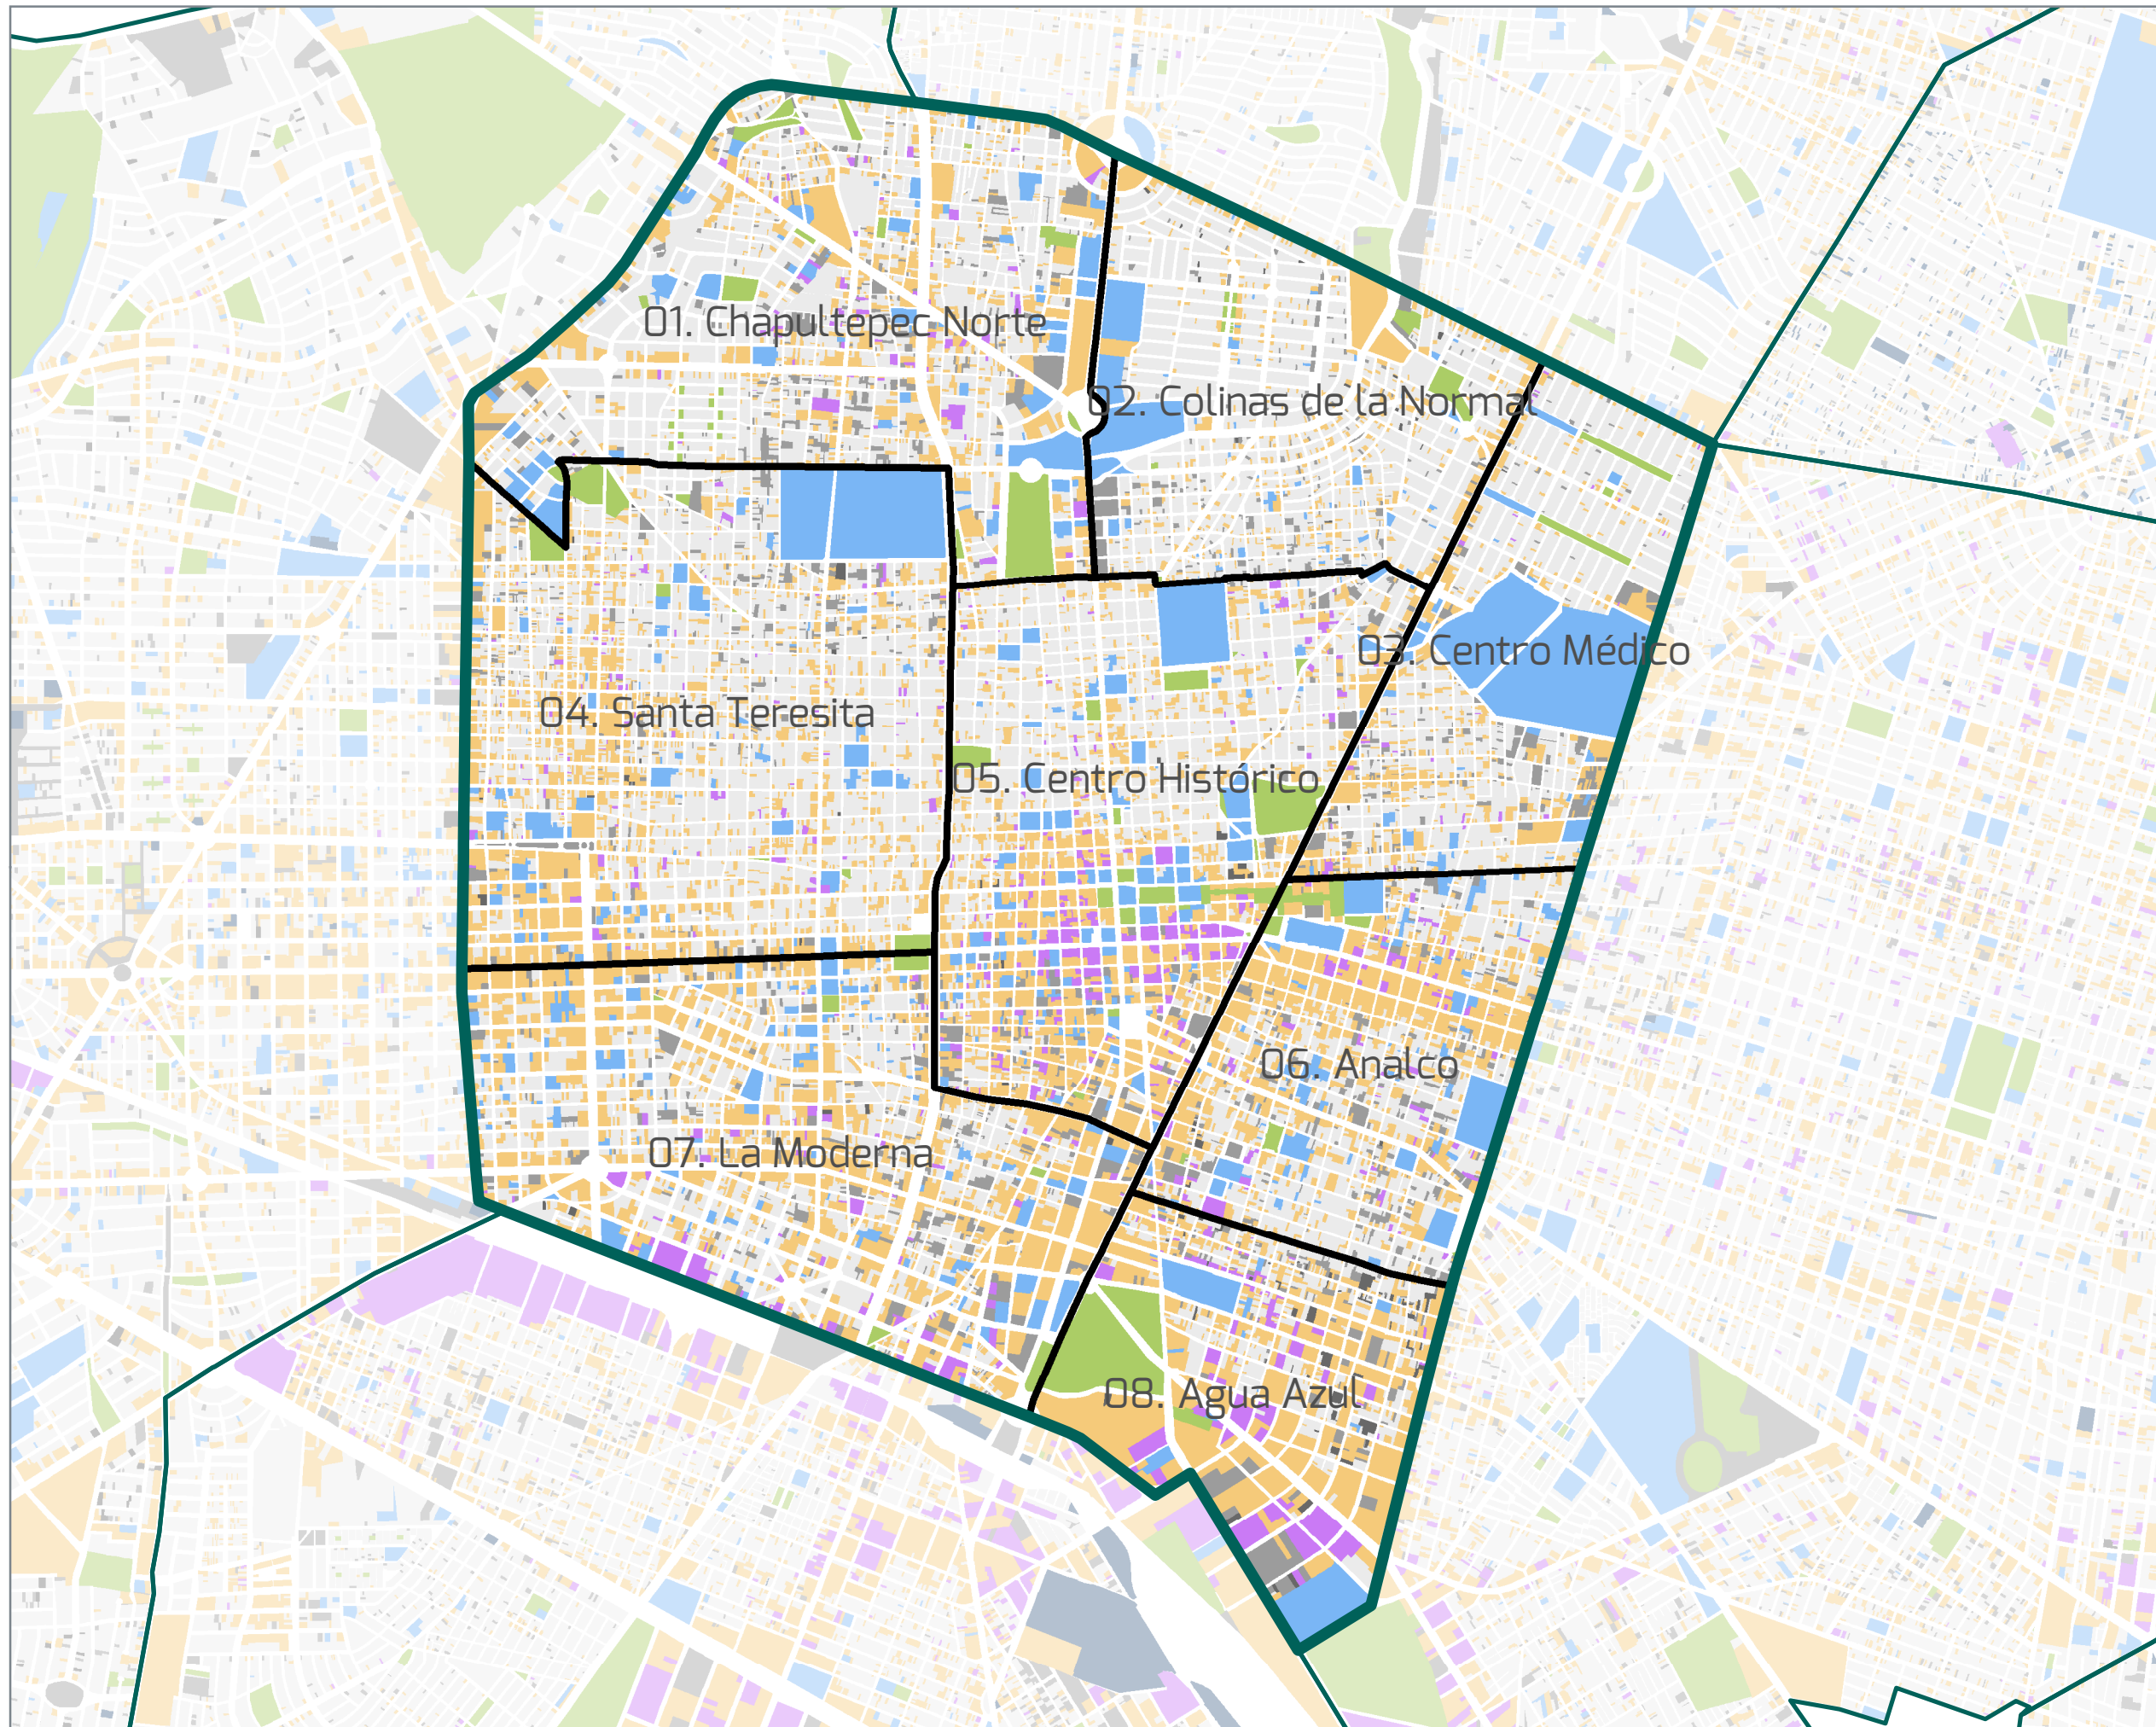 01. Chapultepec Norte
02. Colinas de la Normal
03. Centro Médico
04. Santa Teresita
05. Centro Histórico
06. Analco
07. La Moderna
08. Agua Azul